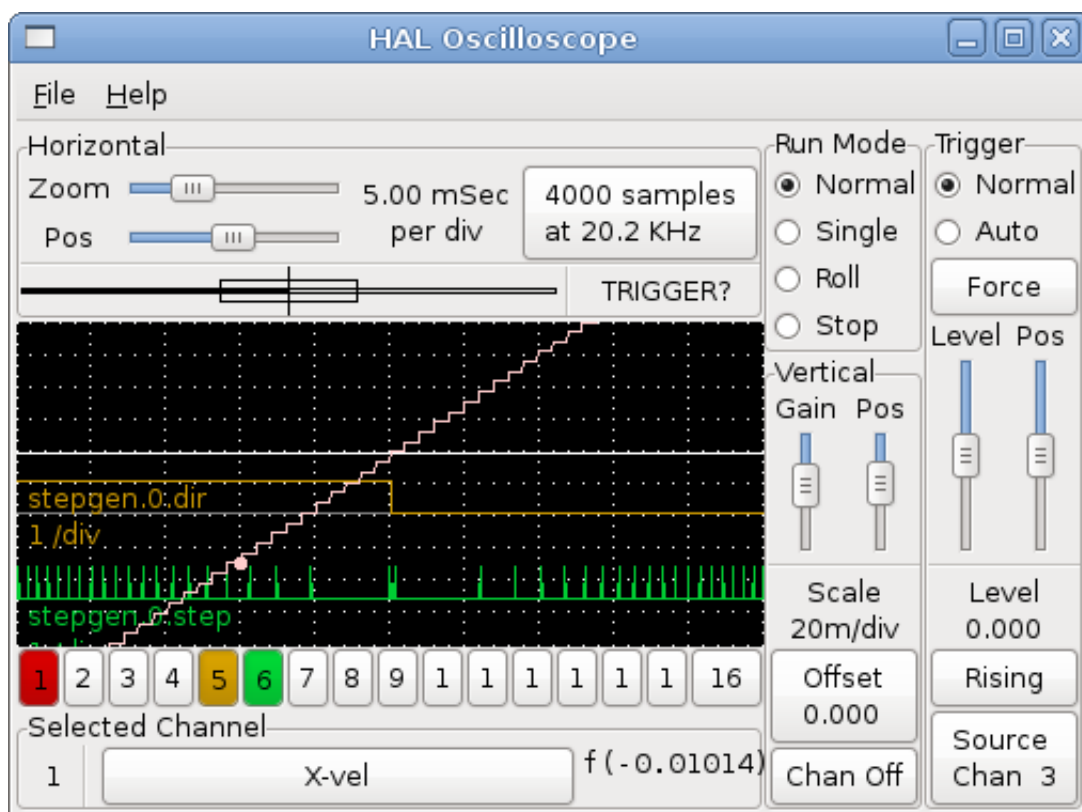 HAL Oscilloscope
File Help
Horizontal
Zoom
Pos
5.00 mSec
per div
4000 samples
at 20.2 KHz
TRIGGER?
Run Mode
Normal
Single
Roll
Stop
Trigger
Normal
Auto
Force
Level Pos
Vertical
Gain Pos
stepgen.0.dir
1 /div
stepgen.0.step
Scale
20m/div
Offset
0.000
Chan Off
Level
0.000
Rising
Source
Chan 3
1 2 3 4 5 6 7 8 9 1 1 1 1 1 1 16
Selected Channel
1 X-vel f(-0.01014)